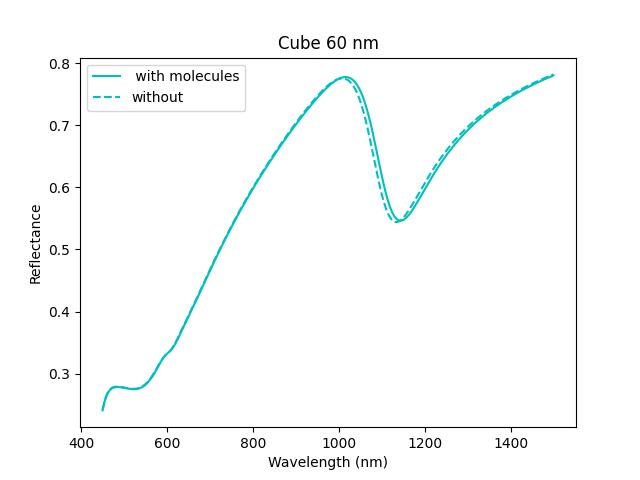 Cube 60 nm
with molecules
without
Reflectance
0.8
0.7
0.6
0.5
0.4
0.3
400 600 800 1000 1200 1400
Wavelength (nm)